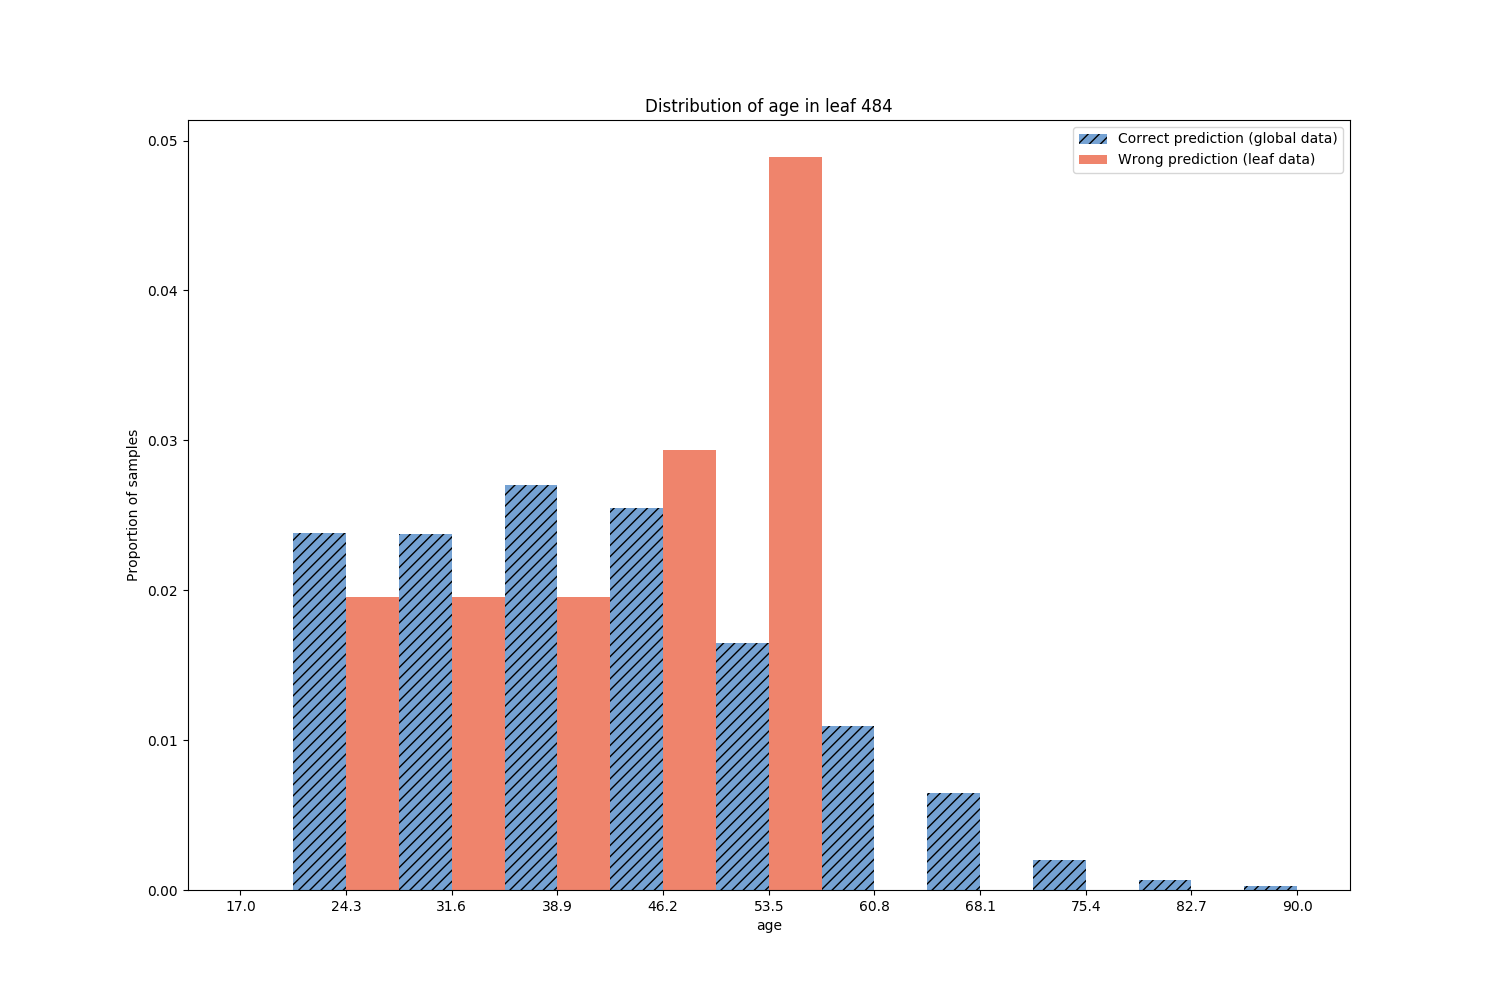 Distribution of age in leaf 484
Correct prediction (global data)
Wrong prediction (leaf data)
Proportion of samples
0.05
0.04
0.03
0.02
0.01
0.00
17.0 24.3 31.6 38.9 46.2 53.5 60.8 68.1 75.4 82.7 90.0
age